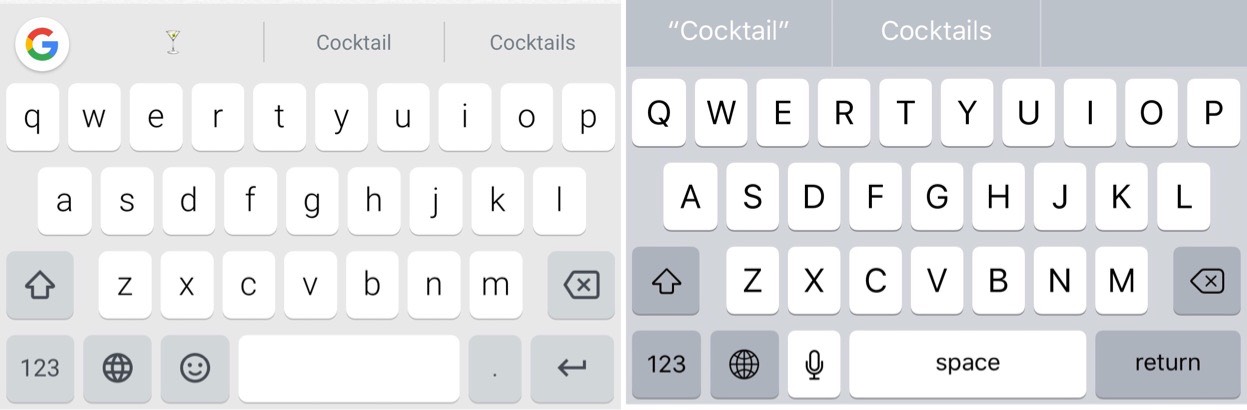 G 🍸 Cocktail Cocktails
q w e r t y u i o p
a s d f g h j k l
z x c v b n m
123 .
“Cocktail” Cocktails
Q W E R T Y U I O P
A S D F G H J K L
Z X C V B N M
123 space return